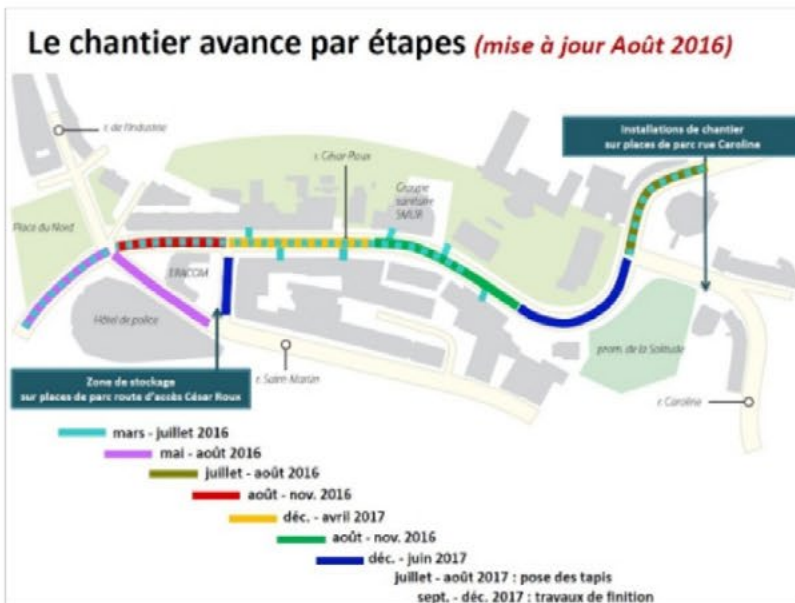 Le chantier avance par étapes (mise à jour Août 2016)
r. de l'Industrie
r. César-Roux
Installations de chantier
sur places de parc rue Caroline
Groupe
sanitaire
SMUR
Place du Nord
ERACOM
Hôtel de police
prom. de la Solitude
r. Saint-Martin
r. Caroline
Zone de stockage
sur places de parc route d'accès César Roux
mars - juillet 2016
mai - août 2016
juillet - août 2016
août - nov. 2016
déc. - avril 2017
août - nov. 2016
déc. - juin 2017
juillet - août 2017 : pose des tapis
sept. - déc. 2017 : travaux de finition